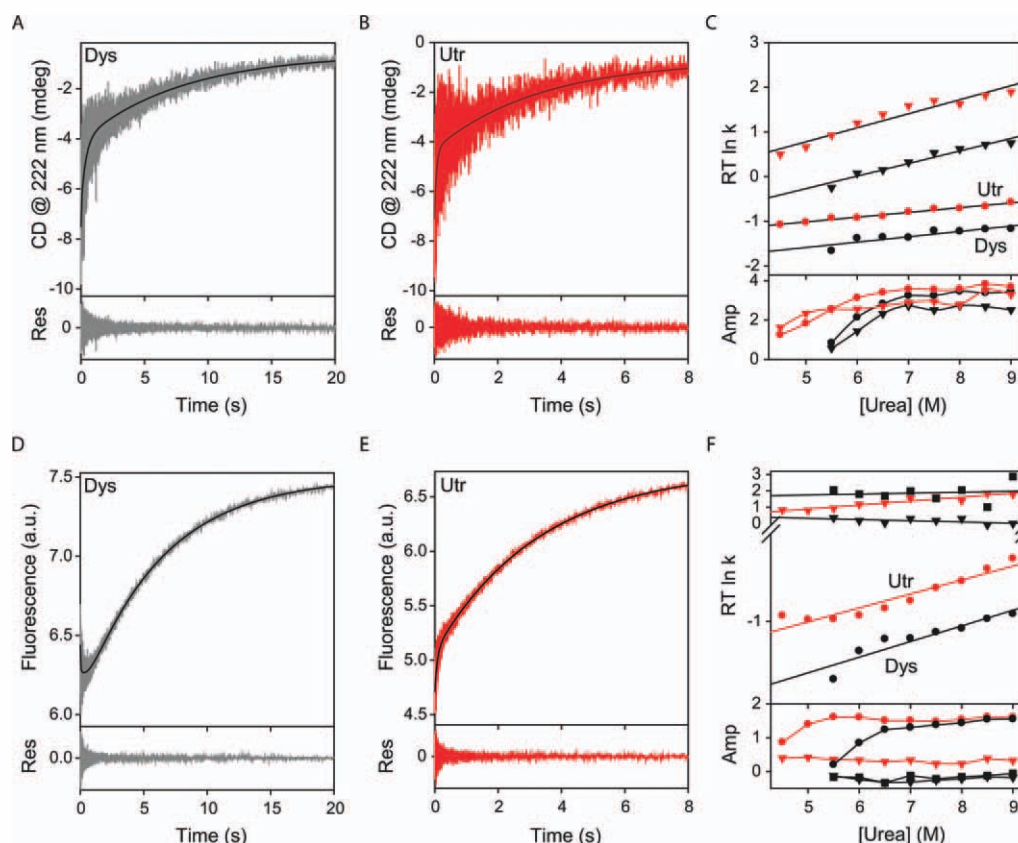 A
Dys
CD @ 222 nm (mdeg)
-2
-4
-6
-8
-10
Res
0
0 5 10 15 20
Time (s)
B
Utr
CD @ 222 nm (mdeg)
0
-2
-4
-6
-8
-10
Res
0
0 2 4 6 8
Time (s)
C
RT ln k
3
2
1
0
-1
-2
Utr
Dys
Amp
4
2
0
5 6 7 8 9
[Urea] (M)
D
Dys
Fluorescence (a.u.)
7.5
7.0
6.5
6.0
Res
0.0
0 5 10 15 20
Time (s)
E
Utr
Fluorescence (a.u.)
6.5
6.0
5.5
5.0
4.5
Res
0
0 2 4 6 8
Time (s)
F
RT ln k
3
2
1
0
-1
Utr
Dys
Amp
2
1
0
5 6 7 8 9
[Urea] (M)